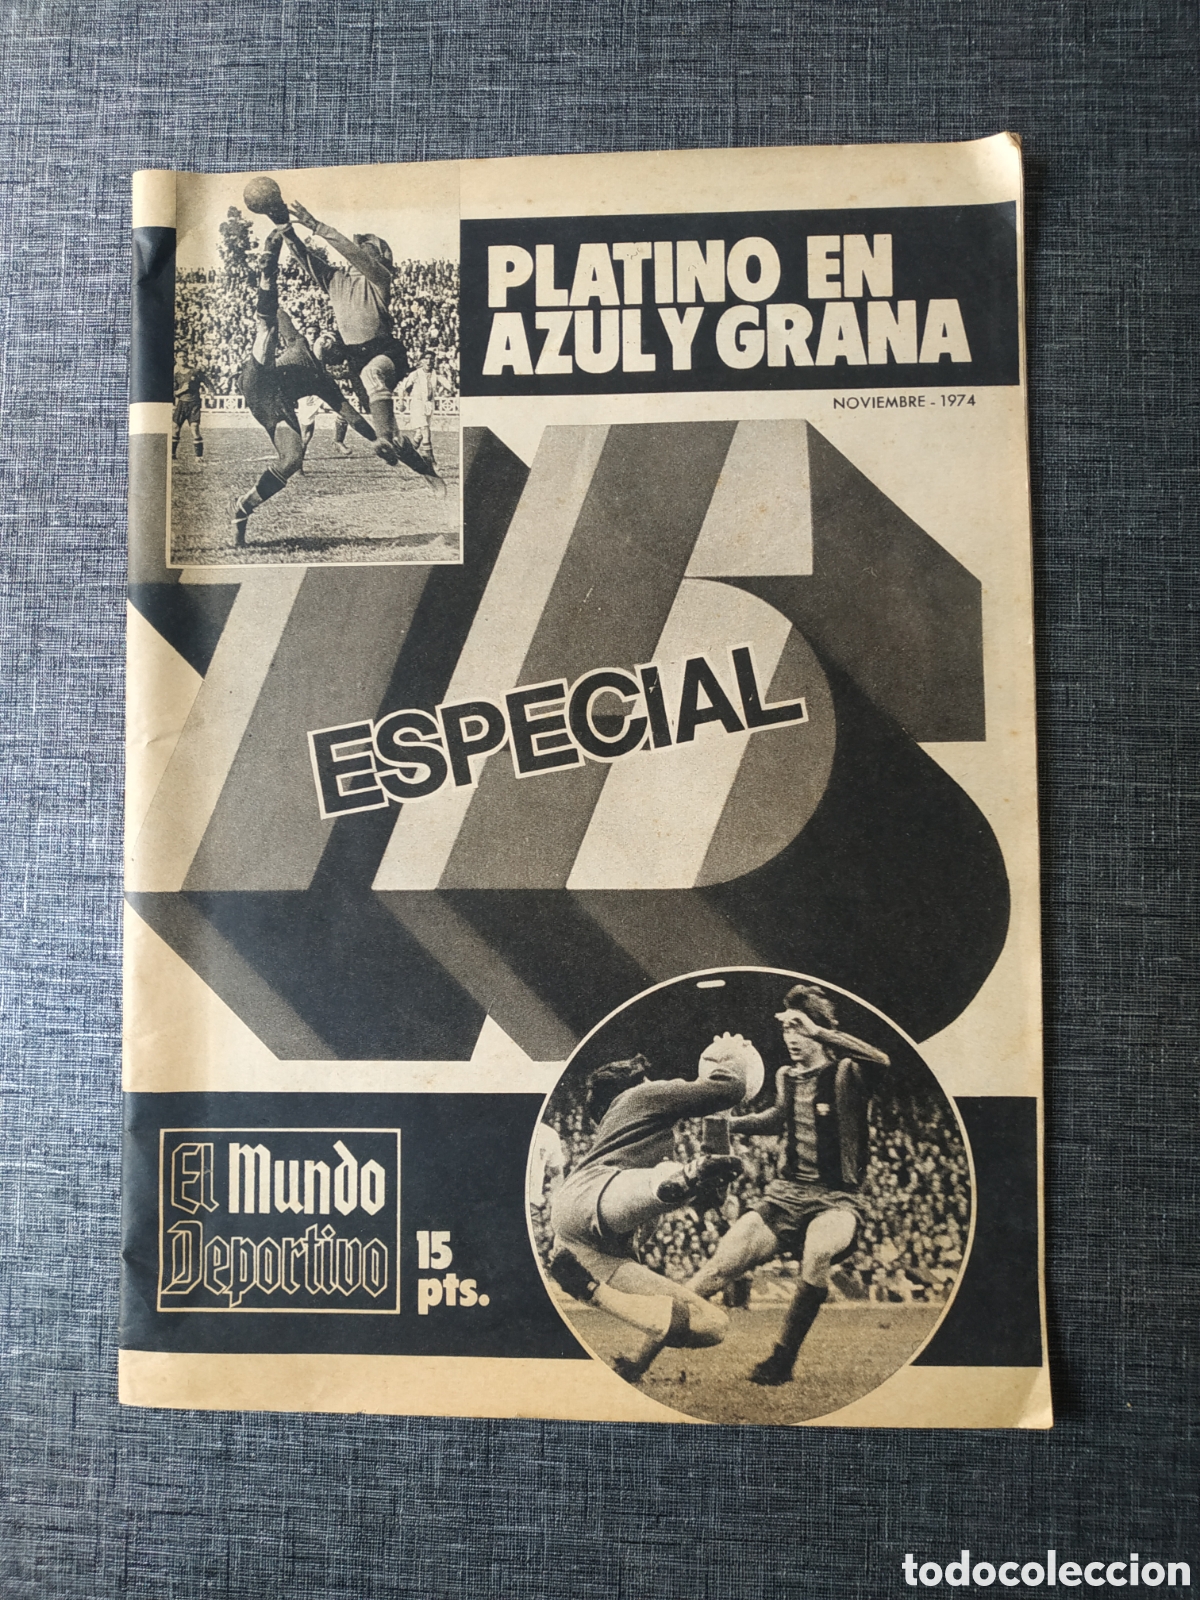 PLATINO EN
AZUL Y GRANA
NOVIEMBRE - 1974
75
ESPECIAL
El Mundo
Deportivo
15
pts.
todocoleccion